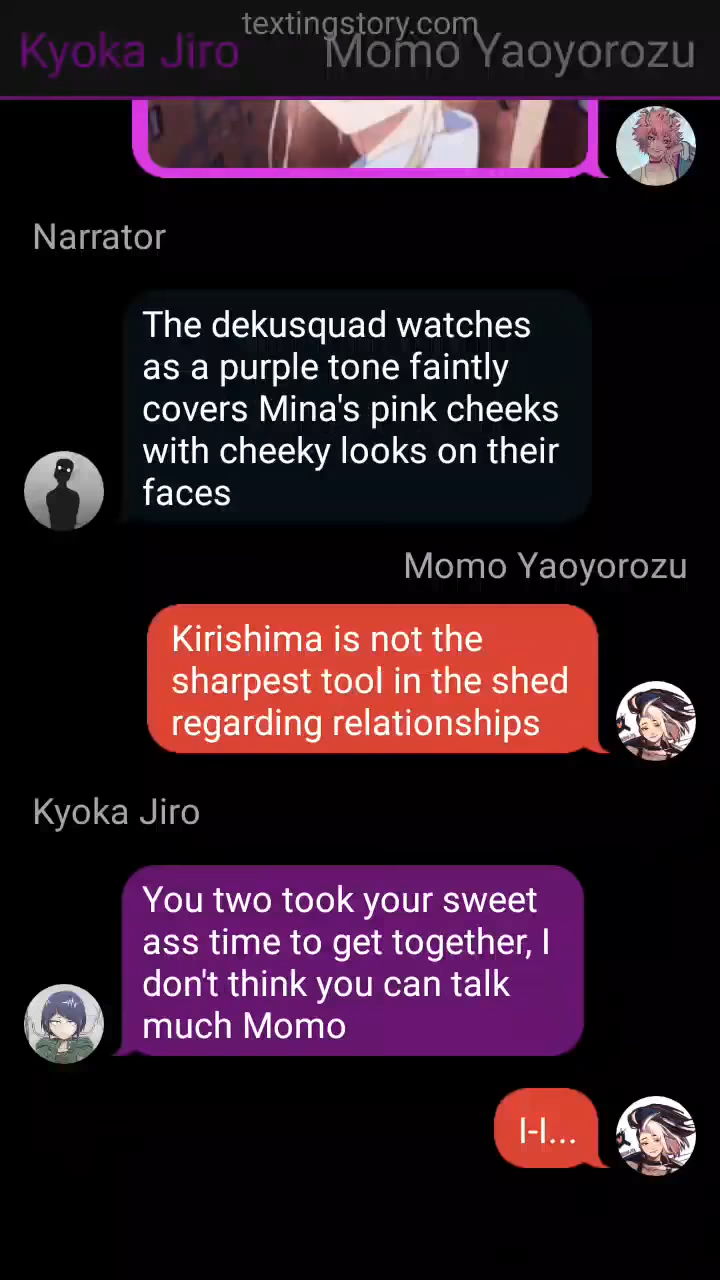 textingstory.com
Kyoka Jiro
Momo Yaoyorozu
Narrator
The dekusquad watches
as a purple tone faintly
covers Mina's pink cheeks
with cheeky looks on their
faces
Momo Yaoyorozu
Kirishima is not the
sharpest tool in the shed
regarding relationships
Kyoka Jiro
You two took your sweet
ass time to get together, I
don't think you can talk
much Momo
I-I...